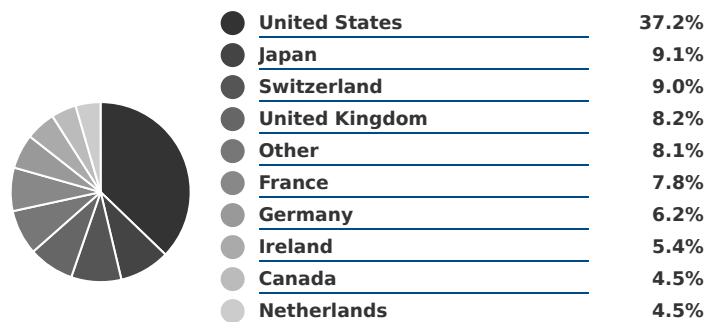 United States 37.2%
Japan 9.1%
Switzerland 9.0%
United Kingdom 8.2%
Other 8.1%
France 7.8%
Germany 6.2%
Ireland 5.4%
Canada 4.5%
Netherlands 4.5%